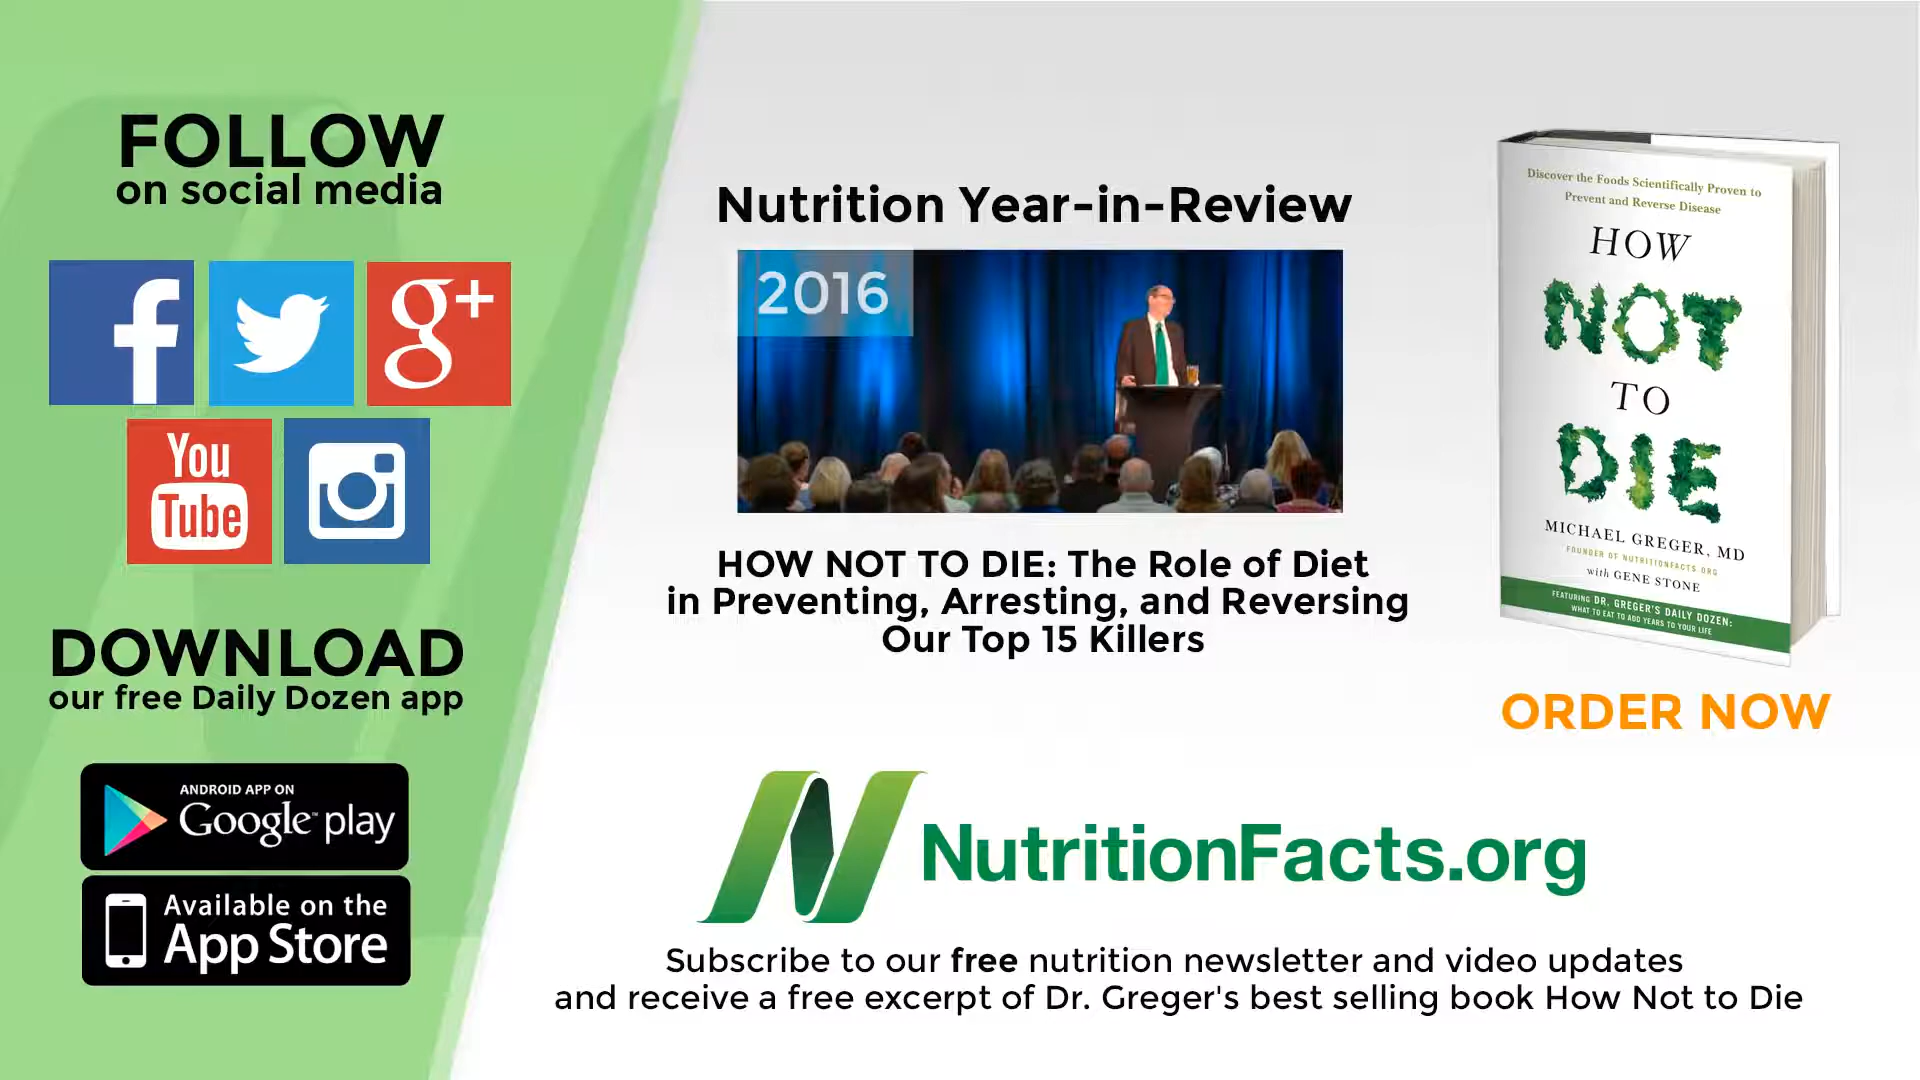 FOLLOW
on social media
f
g+
You
Tube
DOWNLOAD
our free Daily Dozen app
ANDROID APP ON
Google play
Available on the
App Store
Nutrition Year-in-Review
2016
HOW NOT TO DIE: The Role of Diet
in Preventing, Arresting, and Reversing
Our Top 15 Killers
Discover the Foods Scientifically Proven to
Prevent and Reverse Disease
HOW
NOT
TO
DIE
MICHAEL GREGER, MD
FOUNDER OF NUTRITIONFACTS.ORG
with GENE STONE
FEATURING DR. GREGER'S DAILY DOZEN:
WHAT TO EAT TO ADD YEARS TO YOUR LIFE
ORDER NOW
NutritionFacts.org
Subscribe to our free nutrition newsletter and video updates
and receive a free excerpt of Dr. Greger's best selling book How Not to Die